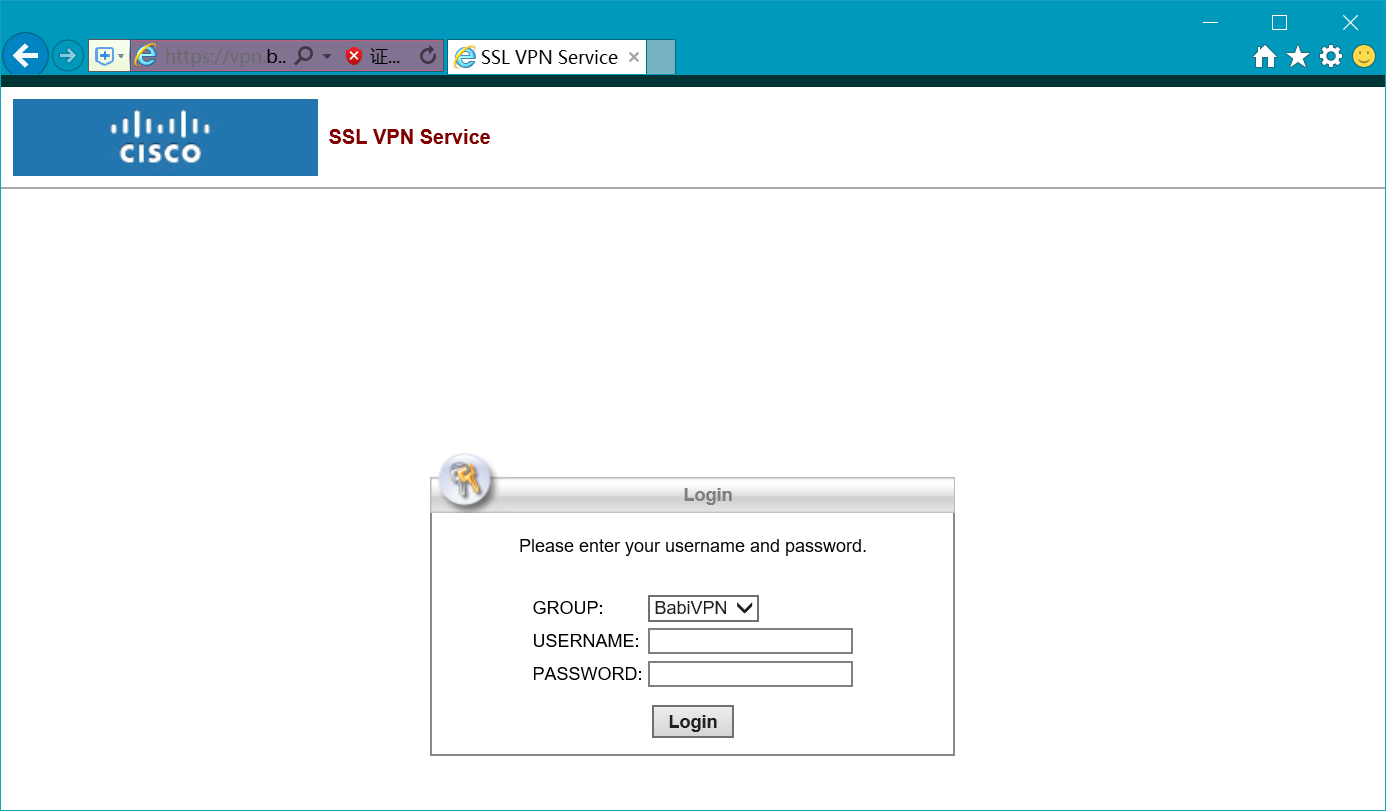 https://vpn.b.. 证... SSL VPN Service
CISCO
SSL VPN Service
Login
Please enter your username and password.
GROUP: BabiVPN
USERNAME:
PASSWORD:
Login